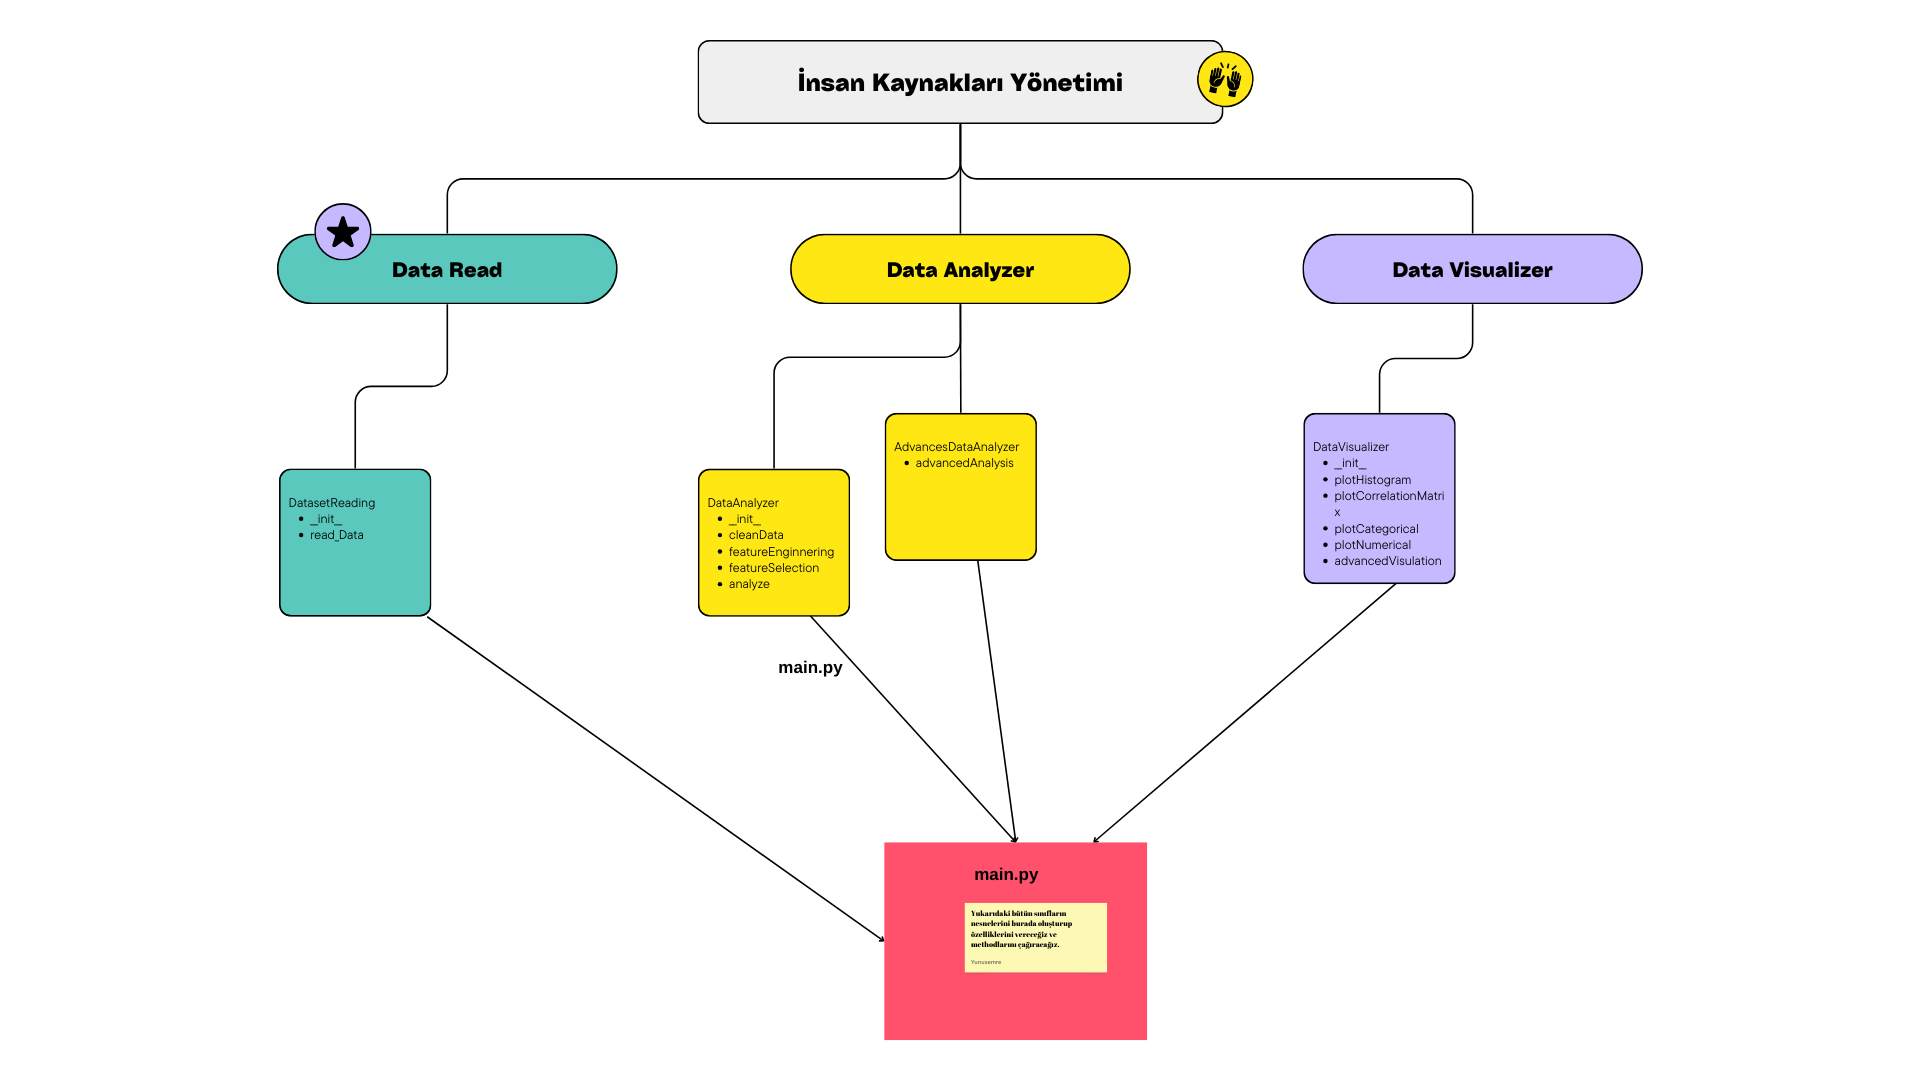 İnsan Kaynakları Yönetimi
Data Read
Data Analyzer
Data Visualizer
DatasetReading
_init_
read_Data
DataAnalyzer
_init_
cleanData
featureEnginnering
featureSelection
analyze
AdvancesDataAnalyzer
advancedAnalysis
DataVisualizer
_init_
plotHistogram
plotCorrelationMatri
x
plotCategorical
plotNumerical
advancedVisulation
main.py
main.py
Yukarıdaki bütün sınıfların
nesnelerini burada oluşturup
özelliklerini vereceğiz ve
methodlarını çağıracağız.
Yunusemre